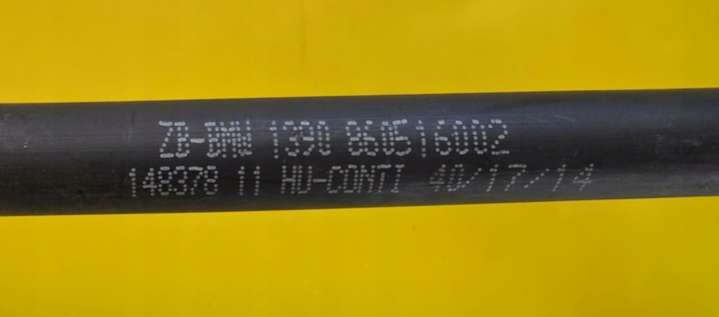 ZB-BMW 1390 860516002
148378 11 HU-CONTI 40/17/14